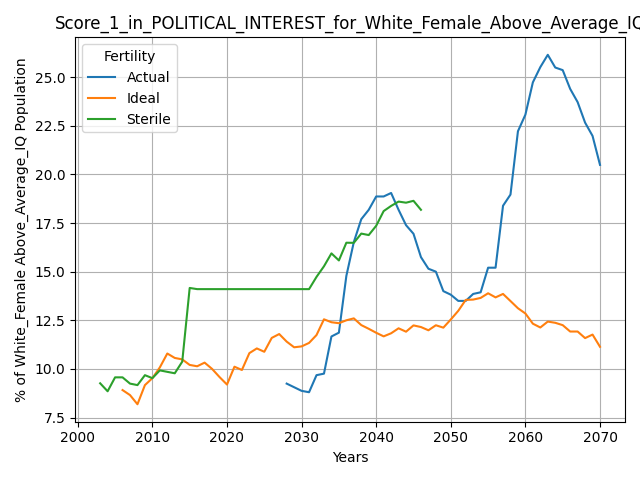 Score_1_in_POLITICAL_INTEREST_for_White_Female_Above_Average_IQ
% of White_Female Above_Average_IQ Population
25.0
22.5
20.0
17.5
15.0
12.5
10.0
7.5
Fertility
Actual
Ideal
Sterile
2000 2010 2020 2030 2040 2050 2060 2070
Years